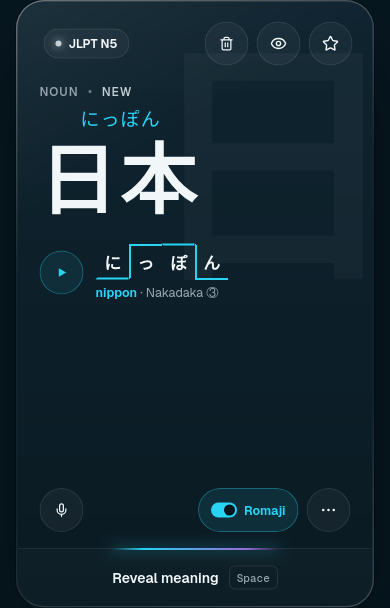 JLPT N5
NOUN • NEW
にっぽん
日本
にっぽん
nippon · Nakadaka ③
Romaji
Reveal meaning Space